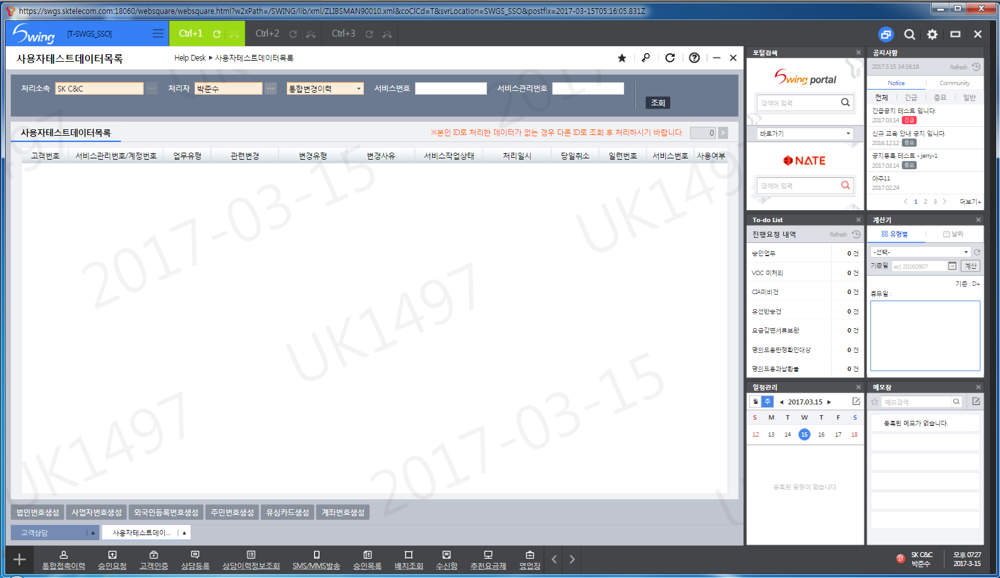 https://swgs.sktelecom.com:18060/websquare/websquare.html?w2xPath=/SWING/lib/xml/ZLIBSMAN90010.xml&coClCd=T&svrLocation=SWGS_SSO&postfix=2017-03-15T05:16:05.831Z
Swing [T-SWGS_SSO] Ctrl+1 Ctrl+2 Ctrl+3
사용자테스트데이터목록 Help Desk ▶ 사용자테스트데이터목록
처리소속 SK C&C ... 처리자 박준수 ... 통합변경이력 서비스번호 서비스관리번호
조회
사용자테스트데이터목록 ※본인 ID로 처리한 데이터가 없는 경우 다른 ID로 조회 후 처리하시기 바랍니다. 0
고객번호 서비스관리번호/계정번호 업무유형 관련변경 변경유형 변경사유 서비스작업상태 처리일시 당일취소 일련번호 서비스번호 사용여부
2017-03-15
UK1497
UK1497
2017-03-15
UK1497
법인번호생성 사업자번호생성 외국인등록번호생성 주민번호생성 유심카드생성 계좌번호생성
고객상담 사용자테스트데이...
통합접촉이력 승인요청 고객인증 상담등록 상담이력정보조회 SMS/MMS발송 승인목록 배치조회 수신함 추천요금제 영업장
포털검색
Swing portal
검색어 입력
바로가기
NATE
검색어 입력
공지사항
2017.3.15 14:16:18 Refresh
Notice Community
전체 긴급 중요 일반
긴급공지 테스트 입니다.
2017.03.14 긴급
신규 교육 안내 공지 입니다.
2016.12.12 중요
공지등록 테스트 - jerry-1
2017.03.14 중요
아주11
2017.02.24
1 2 3 더보기+
To-do List
진행요청 내역 Refresh
승인업무 0 건
VOC 미처리 0 건
CIA미비건 0 건
유선반송건 0 건
요금감면서류보완 0 건
명의도용판정확인대상 0 건
명의도용과납환불 0 건
계산기
유형별 날짜
-선택-
기준일 ex) 20160907 계산
기준 : D+
휴무일 :
일정관리
월 주 ◀ 2017.03.15 ▶
S M T W T F S
12 13 14 15 16 17 18
등록된 일정이 없습니다.
메모장
메모검색
등록된 메모가 없습니다.
SK C&C
박준수
오후 07:27
2017-3-15